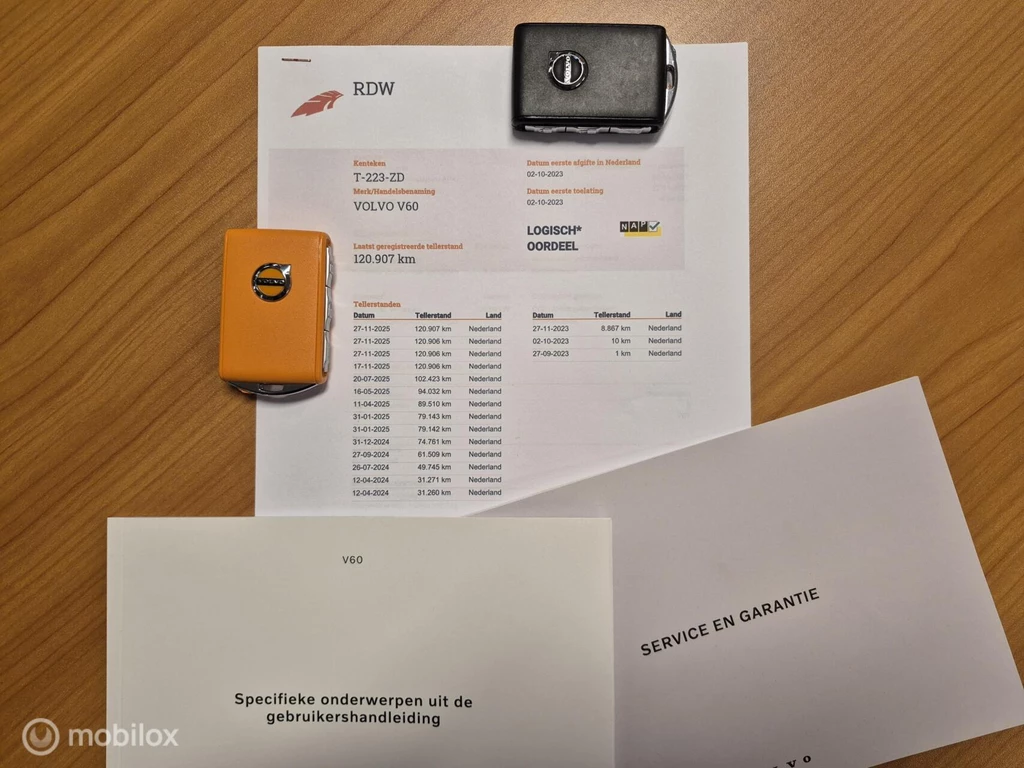 RDW
Kenteken
T-223-ZD
Merk/Handelsbenaming
VOLVO V60
Laatst geregistreerde tellerstand
120.907 km
Datum eerste afgifte in Nederland
02-10-2023
Datum eerste toelating
02-10-2023
LOGISCH*
OORDEEL
NAP
Tellerstanden
Datum Tellerstand Land
27-11-2025 120.907 km Nederland
27-11-2025 120.906 km Nederland
27-11-2025 120.906 km Nederland
17-11-2025 120.906 km Nederland
20-07-2025 102.423 km Nederland
16-05-2025 94.032 km Nederland
11-04-2025 89.510 km Nederland
31-01-2025 79.143 km Nederland
31-01-2025 79.142 km Nederland
31-12-2024 74.761 km Nederland
27-09-2024 61.509 km Nederland
26-07-2024 49.745 km Nederland
12-04-2024 31.271 km Nederland
12-04-2024 31.260 km Nederland
Datum Tellerstand Land
27-11-2023 8.867 km Nederland
02-10-2023 10 km Nederland
27-09-2023 1 km Nederland
VOLVO
VOLVO
V60
Specifieke onderwerpen uit de
gebruikershandleiding
SERVICE EN GARANTIE
mobilox